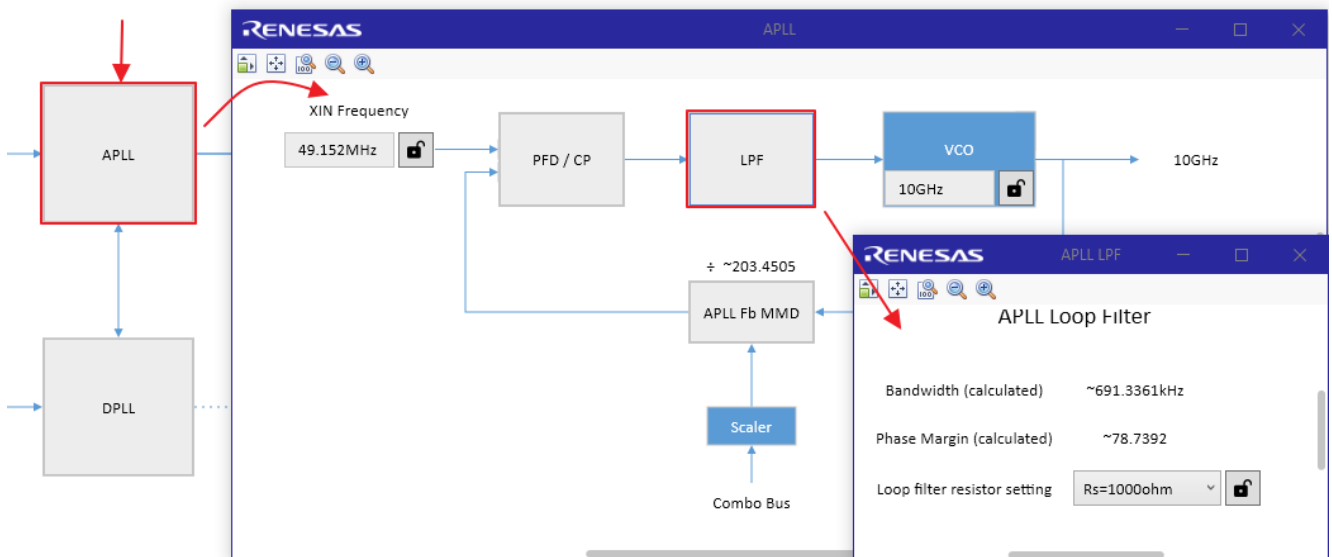 APLL
DPLL
RENESAS
APLL
100
XIN Frequency
49.152MHz
PFD / CP
LPF
VCO
10GHz
10GHz
÷ ~203.4505
APLL Fb MMD
Scaler
Combo Bus
RENESAS
APLL LPF
100
APLL Loop Filter
Bandwidth (calculated) ~691.3361kHz
Phase Margin (calculated) ~78.7392
Loop filter resistor setting Rs=1000ohm